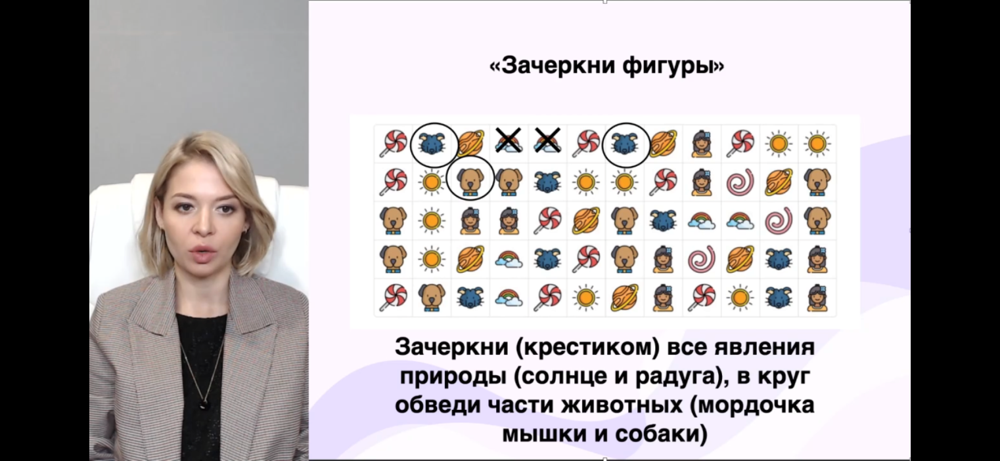 «Зачеркни фигуры»
Зачеркни (крестиком) все явления
природы (солнце и радуга), в круг
обведи части животных (мордочка
мышки и собаки)